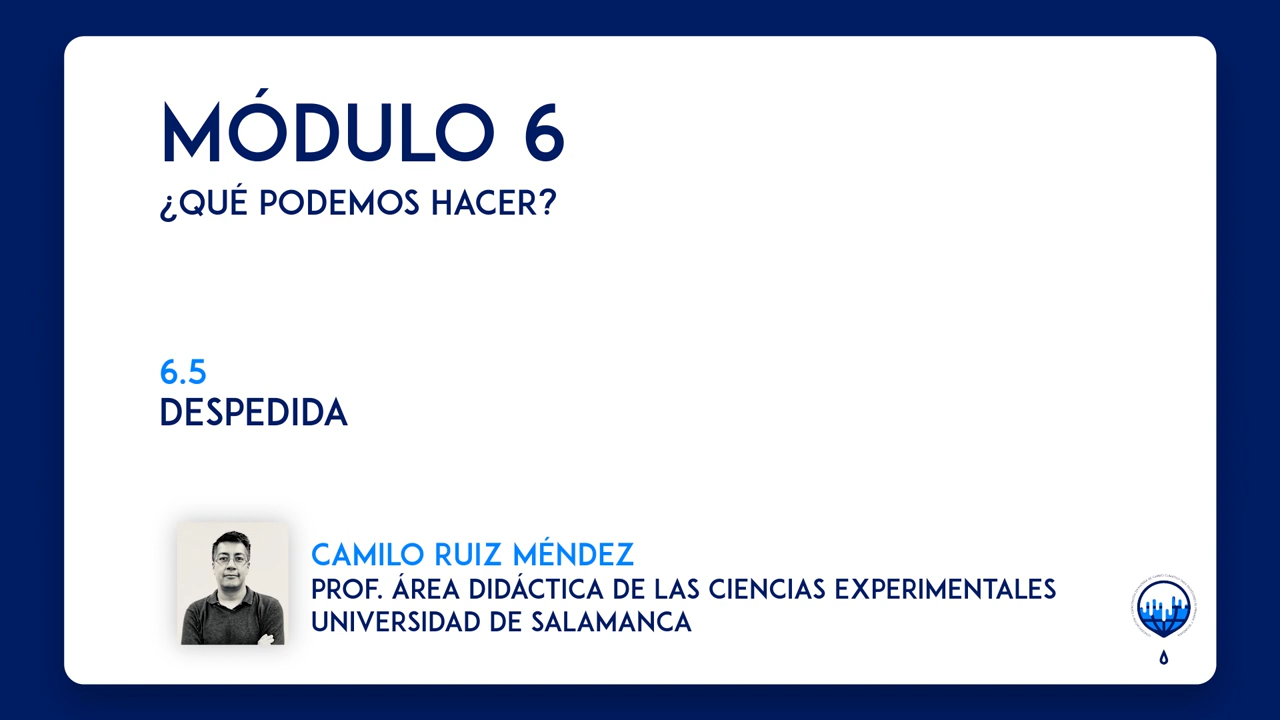 MÓDULO 6
¿QUÉ PODEMOS HACER?
6.5
DESPEDIDA
CAMILO RUIZ MÉNDEZ
PROF. ÁREA DIDÁCTICA DE LAS CIENCIAS EXPERIMENTALES
UNIVERSIDAD DE SALAMANCA